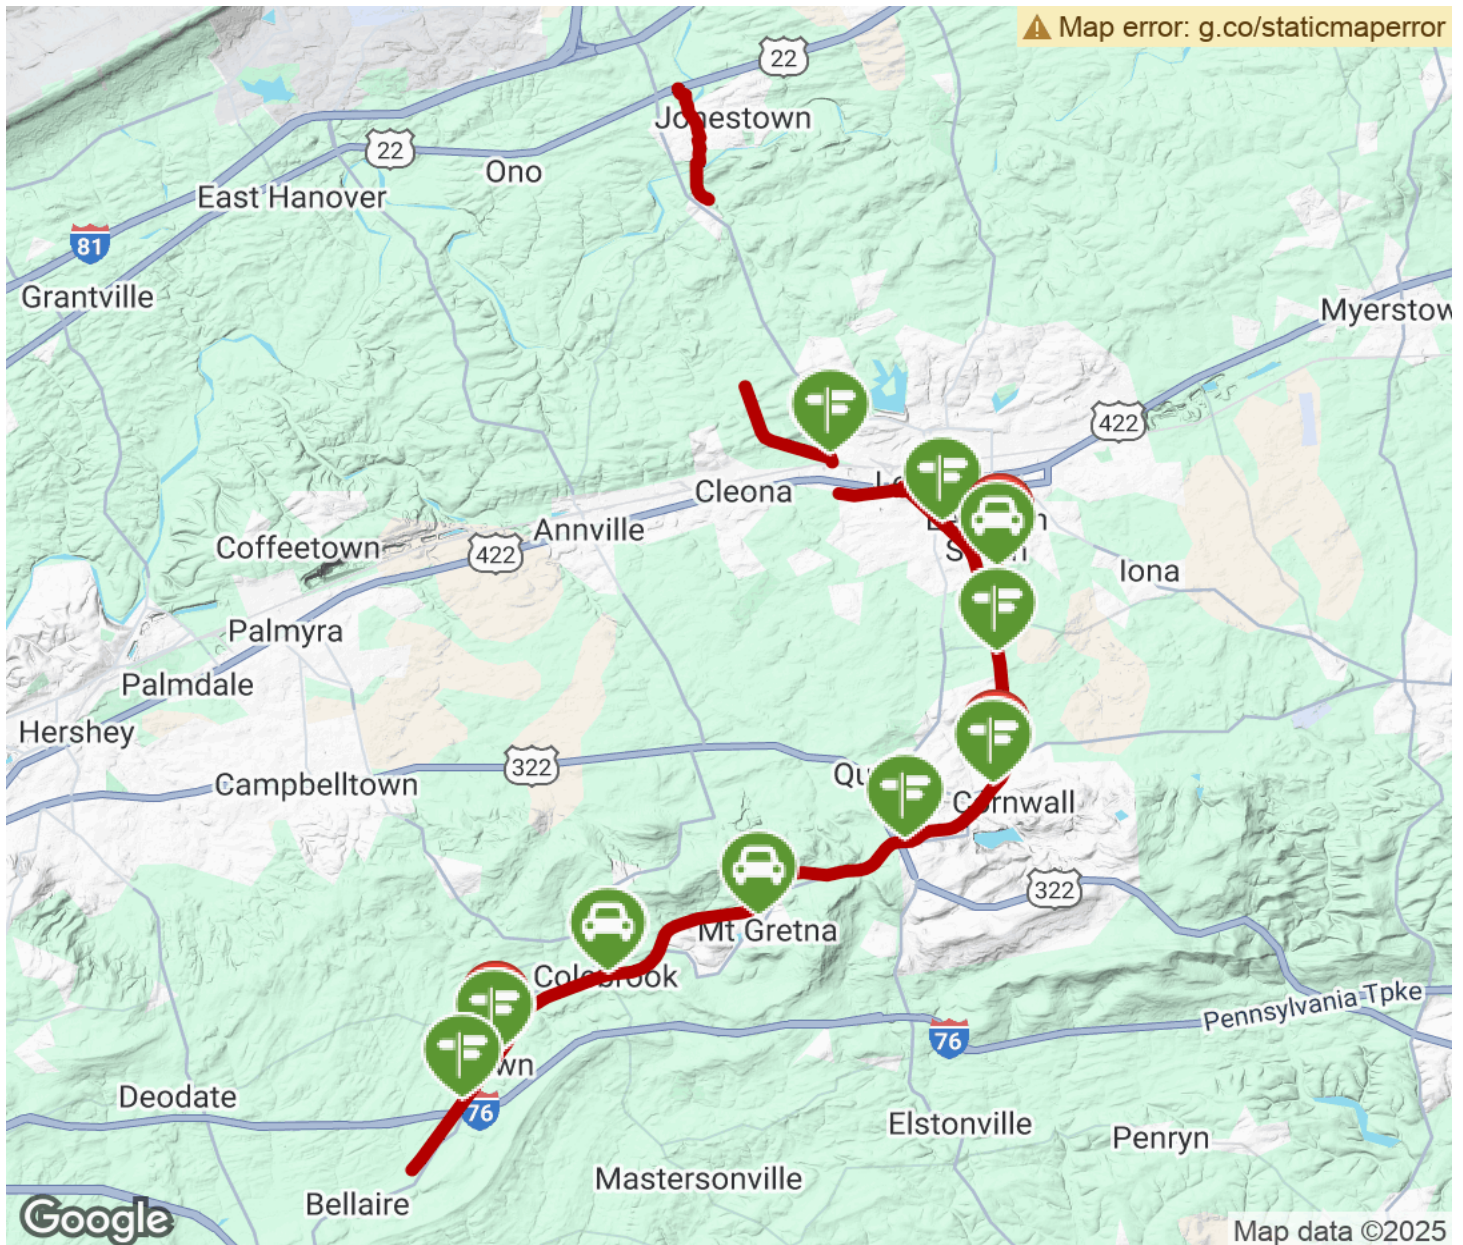 Map error: g.co/staticmaperror
22
Jonestown
22
Ono
East Hanover
81
Grantville
Myerstow
422
Cleona
Annville
Coffeetown
422
Iona
Palmyra
Palmdale
Hershey
322
Campbelltown
Cornwall
322
Mt Gretna
Colebrook
Pennsylvania Tpke
76
wn
Deodate
76
Elstonville
Penryn
Mastersonville
Bellaire
Google
Map data ©2025